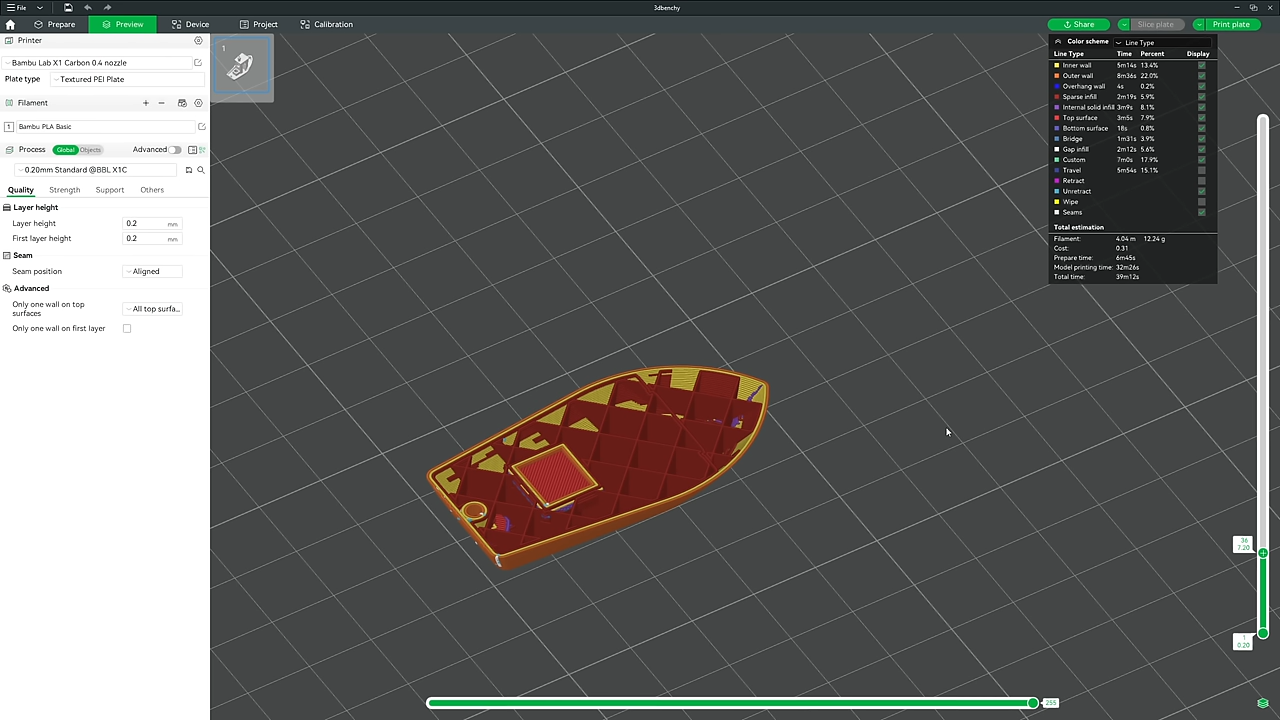 File
3dbenchy
Prepare Preview Device Project Calibration
Share Slice plate Print plate
Printer
Bambu Lab X1 Carbon 0.4 nozzle
Plate type Textured PEI Plate
Filament
1 Bambu PLA Basic
Process Global Objects Advanced
0.20mm Standard @BBL X1C
Quality Strength Support Others
Layer height
Layer height 0.2 mm
First layer height 0.2 mm
Seam
Seam position Aligned
Advanced
Only one wall on top
surfaces All top surfa...
Only one wall on first layer
1
Color scheme Line Type
Line Type Time Percent Display
Inner wall 5m14s 13.4%
Outer wall 8m36s 22.0%
Overhang wall 4s 0.2%
Sparse infill 2m19s 5.9%
Internal solid infill 3m9s 8.1%
Top surface 3m5s 7.9%
Bottom surface 18s 0.8%
Bridge 1m31s 3.9%
Gap infill 2m12s 5.6%
Custom 7m0s 17.9%
Travel 5m54s 15.1%
Retract
Unretract
Wipe
Seams
Total estimation
Filament: 4.04 m 12.24 g
Cost: 0.31
Prepare time: 6m45s
Model printing time: 32m26s
Total time: 39m12s
36
7.20
1
0.20
255